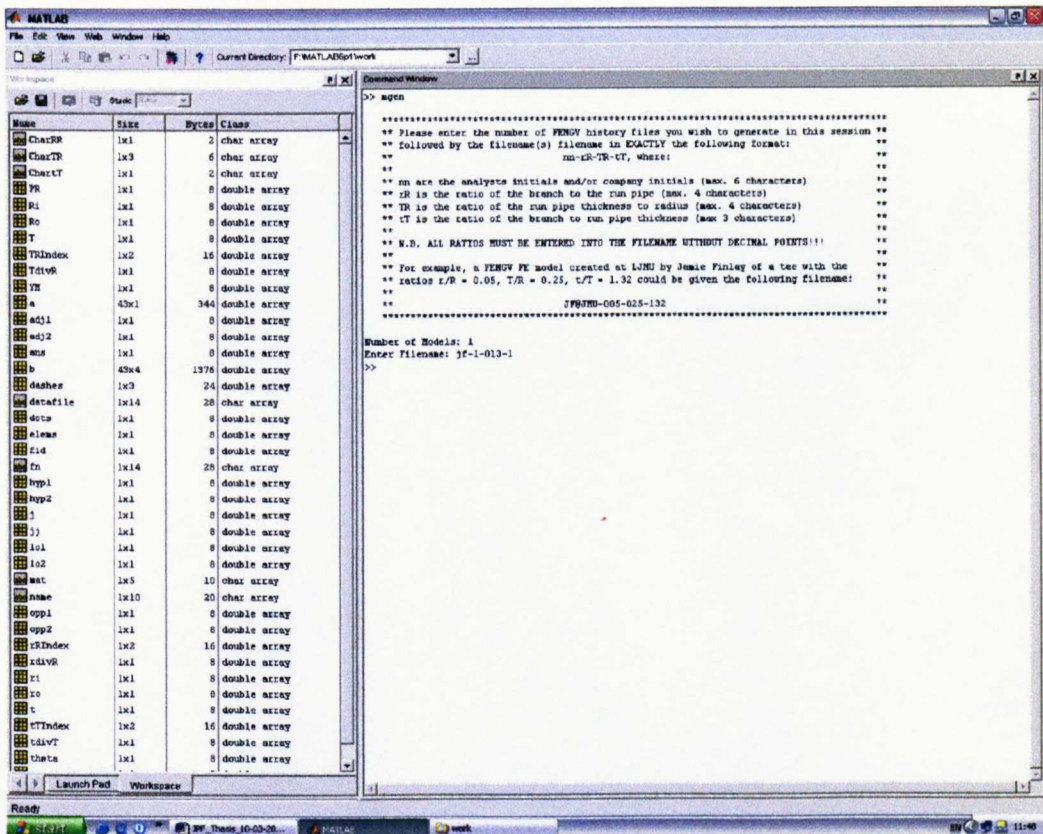 MATLAB
File Edit View Web Window Help
Current Directory: F:\MATLAB6p1\work
Workspace
Stack:
Name Size Bytes Class
CharRR 1x1 2 char array
CharTR 1x3 6 char array
ChartT 1x1 2 char array
PR 1x1 8 double array
Ri 1x1 8 double array
Ro 1x1 8 double array
T 1x1 8 double array
TRIndex 1x2 16 double array
TdivR 1x1 8 double array
YM 1x1 8 double array
a 43x1 344 double array
adj1 1x1 8 double array
adj2 1x1 8 double array
ans 1x1 8 double array
b 43x4 1376 double array
dashes 1x3 24 double array
datafile 1x14 28 char array
dots 1x1 8 double array
elems 1x1 8 double array
fid 1x1 8 double array
fn 1x14 28 char array
hyp1 1x1 8 double array
hyp2 1x1 8 double array
j 1x1 8 double array
jj 1x1 8 double array
lo1 1x1 8 double array
lo2 1x1 8 double array
mat 1x5 10 char array
name 1x10 20 char array
opp1 1x1 8 double array
opp2 1x1 8 double array
rRIndex 1x2 16 double array
rdivR 1x1 8 double array
ri 1x1 8 double array
ro 1x1 8 double array
t 1x1 8 double array
tTIndex 1x2 16 double array
tdivT 1x1 8 double array
theta 1x1 8 double array
Launch Pad Workspace
Command Window
>> mgen
** Please enter the number of FEMGV history files you wish to generate in this session **
** followed by the filename(s) filename in EXACTLY the following format: **
** nn-rR-TR-tT, where: **
** **
** nn are the analysts initials and/or company initials (max. 6 characters) **
** rR is the ratio of the branch to the run pipe (max. 4 characters) **
** TR is the ratio of the run pipe thickness to radius (max. 4 characters) **
** tT is the ratio of the branch to run pipe thickness (max 3 characters) **
** **
** N.B. ALL RATIOS MUST BE ENTERED INTO THE FILENAME WITHOUT DECIMAL POINTS!!! **
** **
** For example, a FEMGV FE model created at LJMU by Jamie Finlay of a tee with the **
** ratios r/R = 0.05, T/R = 0.25, t/T = 1.32 could be given the following filename: **
** **
** JF@JMU-005-025-132 **
Number of Models: 1
Enter Filename: jf-1-013-1
>>
Ready
start JPF_Thesis_10-03-20... MATLAB work EN 11:46